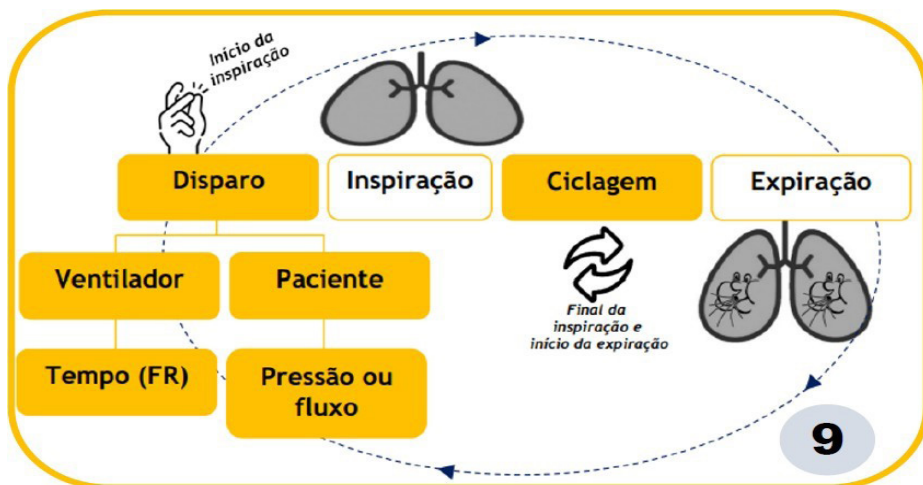 Início da
inspiração
Disparo
Inspiração
Ciclagem
Expiração
Ventilador
Paciente
Final da
inspiração e
início da expiração
Tempo (FR)
Pressão ou
fluxo
9